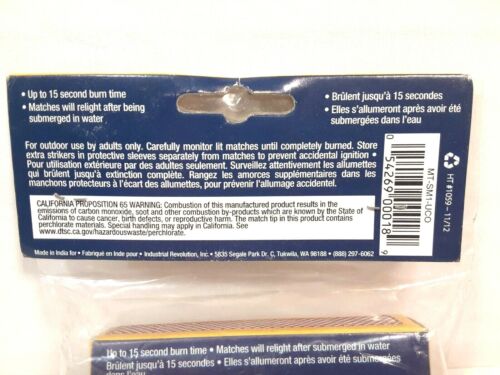 • Up to 15 second burn time
• Matches will relight after being
submerged in water
• Brûlent jusqu'à 15 secondes
• Elles s'allumeront après avoir été
submergées dans l'eau
For outdoor use by adults only. Carefully monitor lit matches until completely burned. Store
extra strikers in protective sleeves separately from matches to prevent accidental ignition •
Pour utilisation extérieure par des adultes seulement. Surveillez attentivement les allumettes
qui brûlent jusqu'à extinction complète. Rangez les amorces supplémentaires dans les
manchons protecteurs à l'écart des allumettes, pour prévenir l'allumage accidentel.
CALIFORNIA PROPOSITION 65 WARNING: Combustion of this manufactured product results in the
emissions of carbon monoxide, soot, and other combustion by-products which are known by the State of
California to cause cancer, birth defects, or reproductive harm. The match tip in this product contains
perchlorate materials. Special handling may apply in California. See
www.dtsc.ca.gov/hazardouswaste/perchlorate.
Made in India for • Fabriqué en Inde pour : Industrial Revolution, Inc. • 5835 Segale Park Dr. C, Tukwila, WA 98188 • (888) 297-6062
0 54269 00018 9
MT-SM1-UCO
HT #1059 - 11/12
Up to 15 second burn time • Matches will relight after submerged in water
Brûlent jusqu'à 15 secondes • Elles s'allumeront après avoir été submergées
dans l'eau